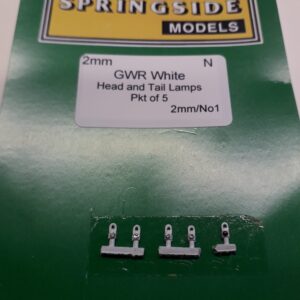 SPRINGSIDE
MODELS
2mm N
GWR White
Head and Tail Lamps
Pkt of 5
2mm/No1